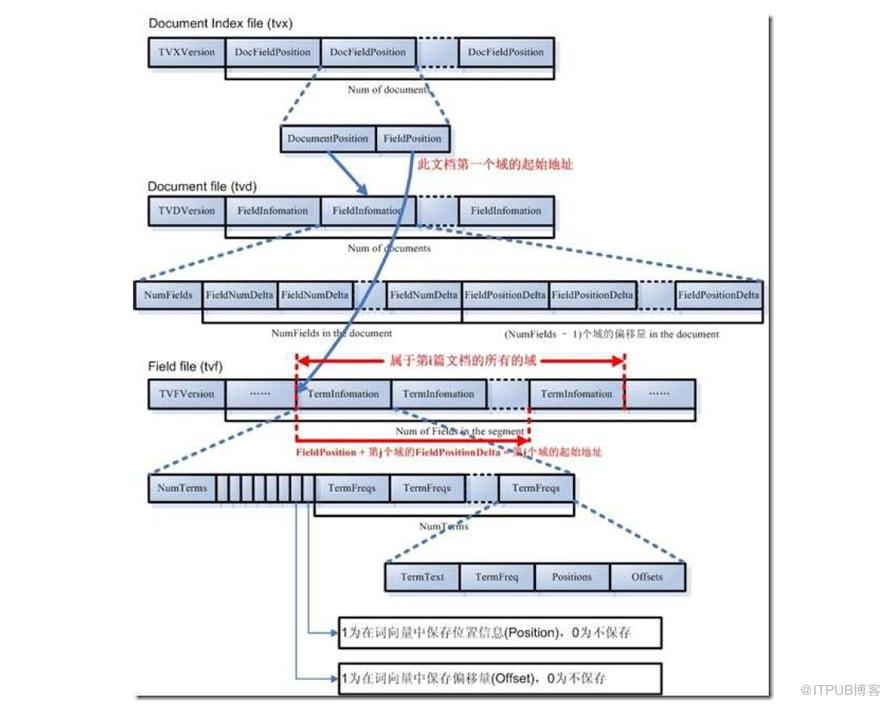 Document Index file (tvx)
TVXVersion DocFieldPosition DocFieldPosition DocFieldPosition
Num of documents
DocumentPosition FieldPosition
此文档第一个域的起始地址
Document file (tvd)
TVDVersion FieldInfomation FieldInfomation FieldInfomation
Num of documents
NumFields FieldNumDelta FieldNumDelta FieldNumDelta FieldPositionDelta FieldPositionDelta FieldPositionDelta
NumFields in the document (NumFields - 1)个域的偏移量 in the document
Field file (tvf)
属于第i篇文档的所有的域
TVFVersion …… TermInfomation TermInfomation TermInfomation ……
Num of Fields in the segment
FieldPosition + 第j个域的FieldPositionDelta = 第j个域的起始地址
NumTerms TermFreqs TermFreqs TermFreqs
NumTerms
TermText TermFreq Positions Offsets
1为在词向量中保存位置信息(Position)，0为不保存
1为在词向量中保存偏移量(Offset)，0为不保存
@ITPUB博客